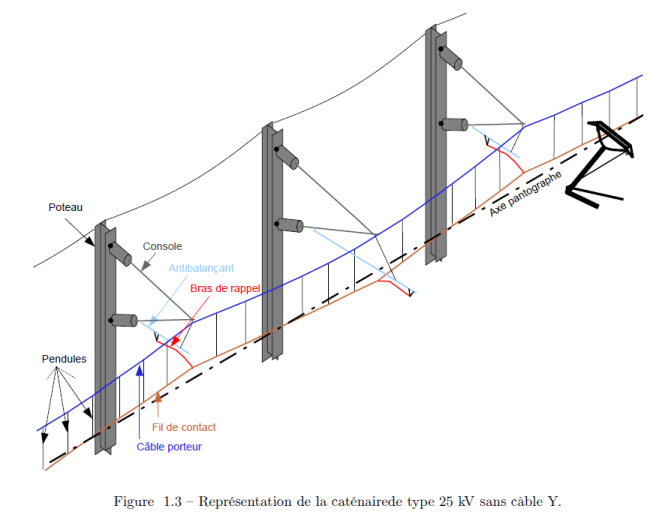 Poteau
Console
Antibalançant
Bras de rappel
Axe pantographe
Pendules
Fil de contact
Câble porteur
Figure 1.3 – Représentation de la caténairede type 25 kV sans câble Y.